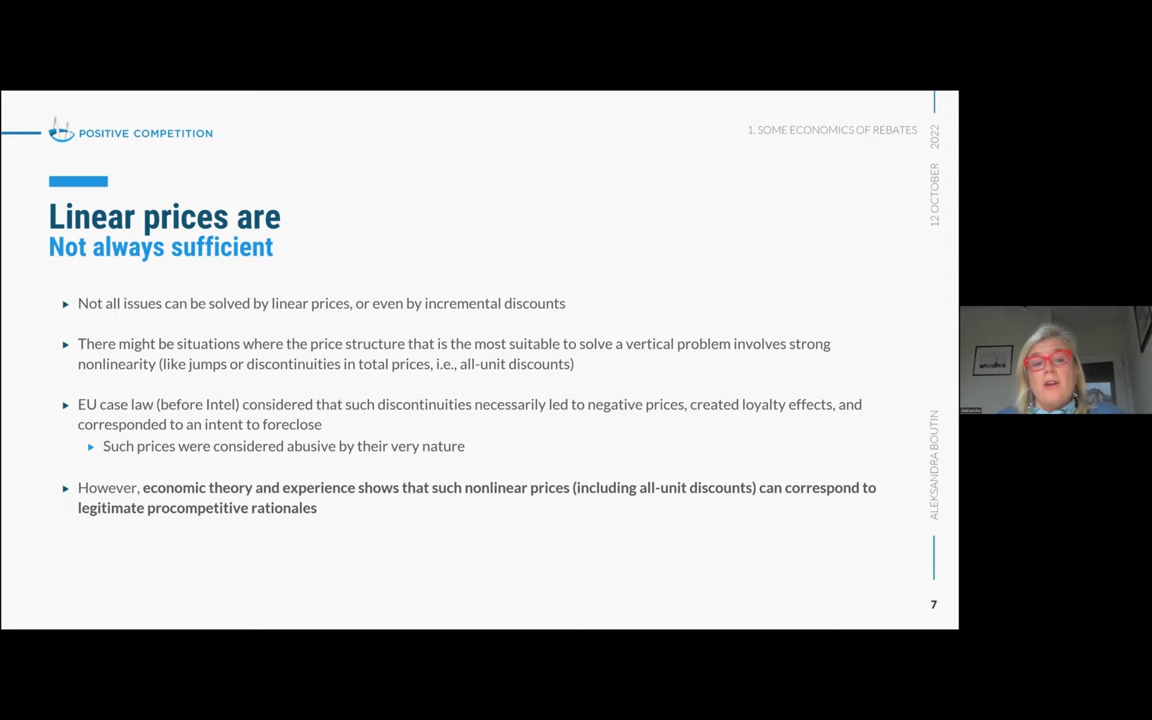 POSITIVE COMPETITION
1. SOME ECONOMICS OF REBATES
12 OCTOBER 2022
Linear prices are
Not always sufficient
Not all issues can be solved by linear prices, or even by incremental discounts
There might be situations where the price structure that is the most suitable to solve a vertical problem involves strong
nonlinearity (like jumps or discontinuities in total prices, i.e., all-unit discounts)
EU case law (before Intel) considered that such discontinuities necessarily led to negative prices, created loyalty effects, and
corresponded to an intent to foreclose
Such prices were considered abusive by their very nature
However, economic theory and experience shows that such nonlinear prices (including all-unit discounts) can correspond to
legitimate procompetitive rationales
ALEKSANDRA BOUTIN
7